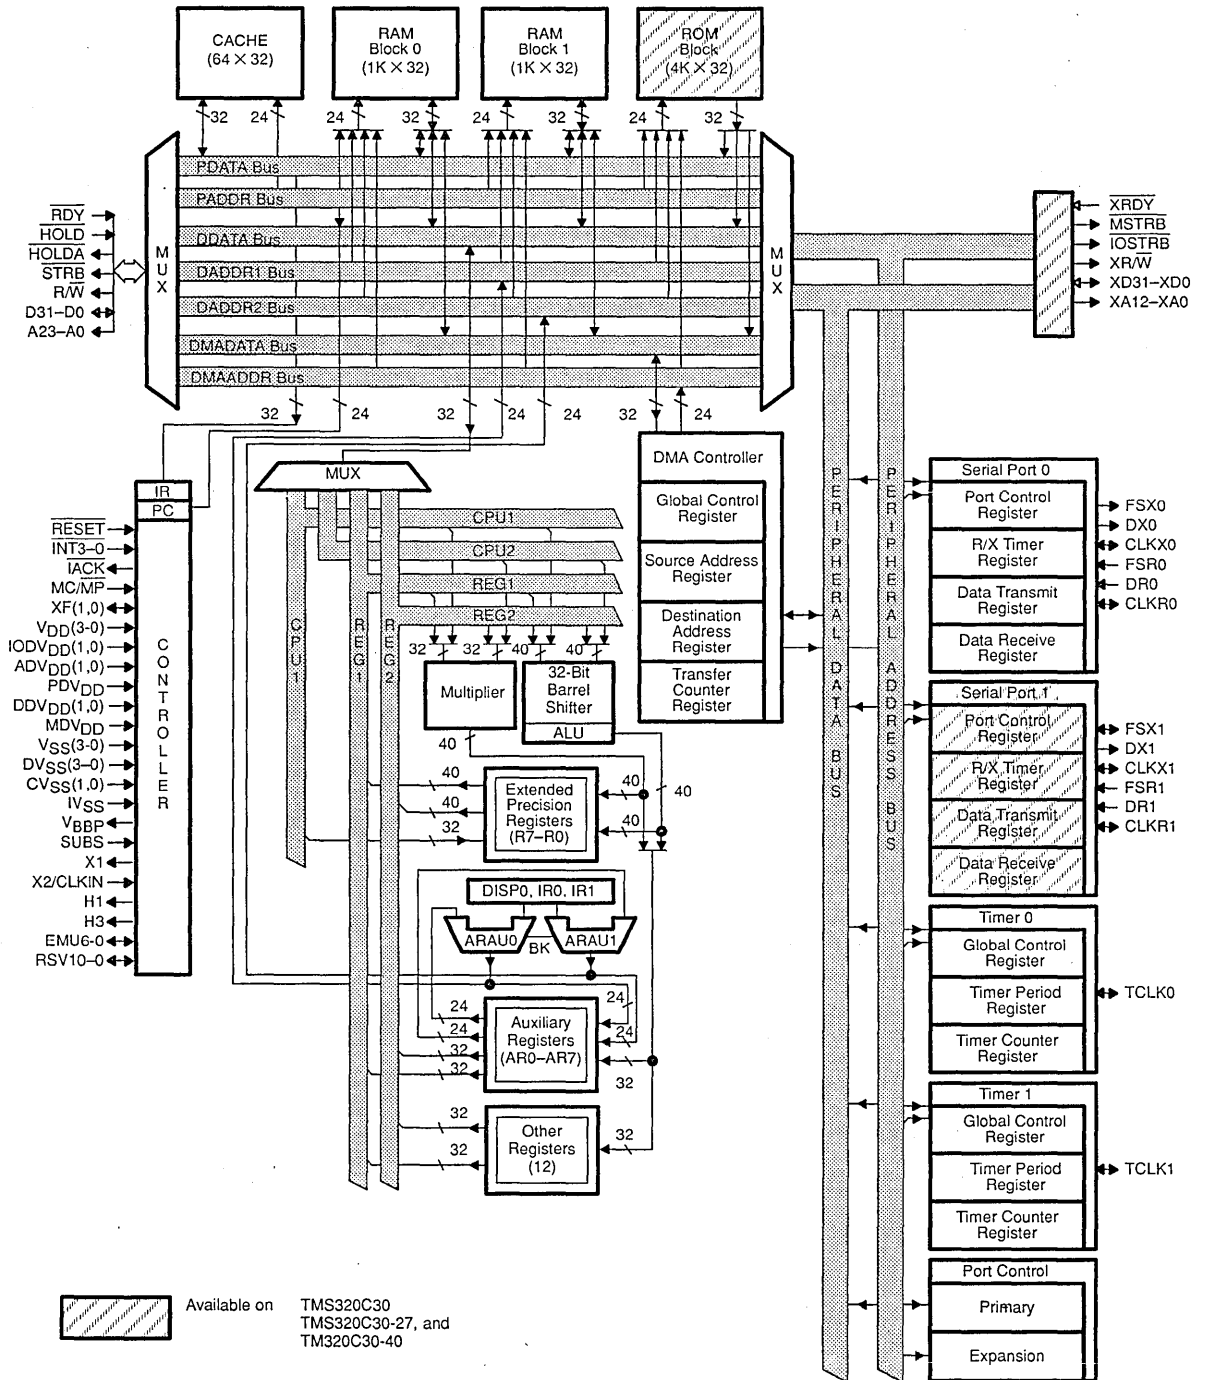 CACHE
(64 × 32)
RAM
Block 0
(1K × 32)
RAM
Block 1
(1K × 32)
ROM
Block
(4K × 32)
32
24
24
32
24
32
24
32
PDATA Bus
PADDR Bus
DDATA Bus
DADDR1 Bus
DADDR2 Bus
DMADATA Bus
DMAADDR Bus
MUX
MUX
RDY
HOLD
HOLDA
STRB
R/W
D31–D0
A23–A0
XRDY
MSTRB
IOSTRB
XR/W
XD31–XD0
XA12–XA0
32
24
32
24
24
32
24
IR
PC
CONTROLLER
RESET
INT3–0
IACK
MC/MP
XF(1,0)
VDD(3-0)
IODVDD(1,0)
ADVDD(1,0)
PDVDD
DDVDD(1,0)
MDVDD
VSS(3-0)
DVSS(3–0)
CVSS(1,0)
IVSS
VBBP
SUBS
X1
X2/CLKIN
H1
H3
EMU6-0
RSV10–0
MUX
CPU1
CPU2
REG1
REG2
CPU1
REG1
REG2
32
32
40
40
Multiplier
32-Bit
Barrel
Shifter
ALU
40
40
40
32
Extended
Precision
Registers
(R7–R0)
40
40
40
DISP0, IR0, IR1
ARAU0
BK
ARAU1
24
24
32
32
Auxiliary
Registers
(AR0–AR7)
24
24
32
32
32
Other
Registers
(12)
32
DMA Controller
Global Control
Register
Source Address
Register
Destination
Address
Register
Transfer
Counter
Register
PERIPHERAL DATA BUS
PERIPHERAL ADDRESS BUS
Serial Port 0
Port Control
Register
R/X Timer
Register
Data Transmit
Register
Data Receive
Register
FSX0
DX0
CLKX0
FSR0
DR0
CLKR0
Serial Port 1
Port Control
Register
R/X Timer
Register
Data Transmit
Register
Data Receive
Register
FSX1
DX1
CLKX1
FSR1
DR1
CLKR1
Timer 0
Global Control
Register
Timer Period
Register
Timer Counter
Register
TCLK0
Timer 1
Global Control
Register
Timer Period
Register
Timer Counter
Register
TCLK1
Port Control
Primary
Expansion
Available on TMS320C30
TMS320C30-27, and
TM320C30-40